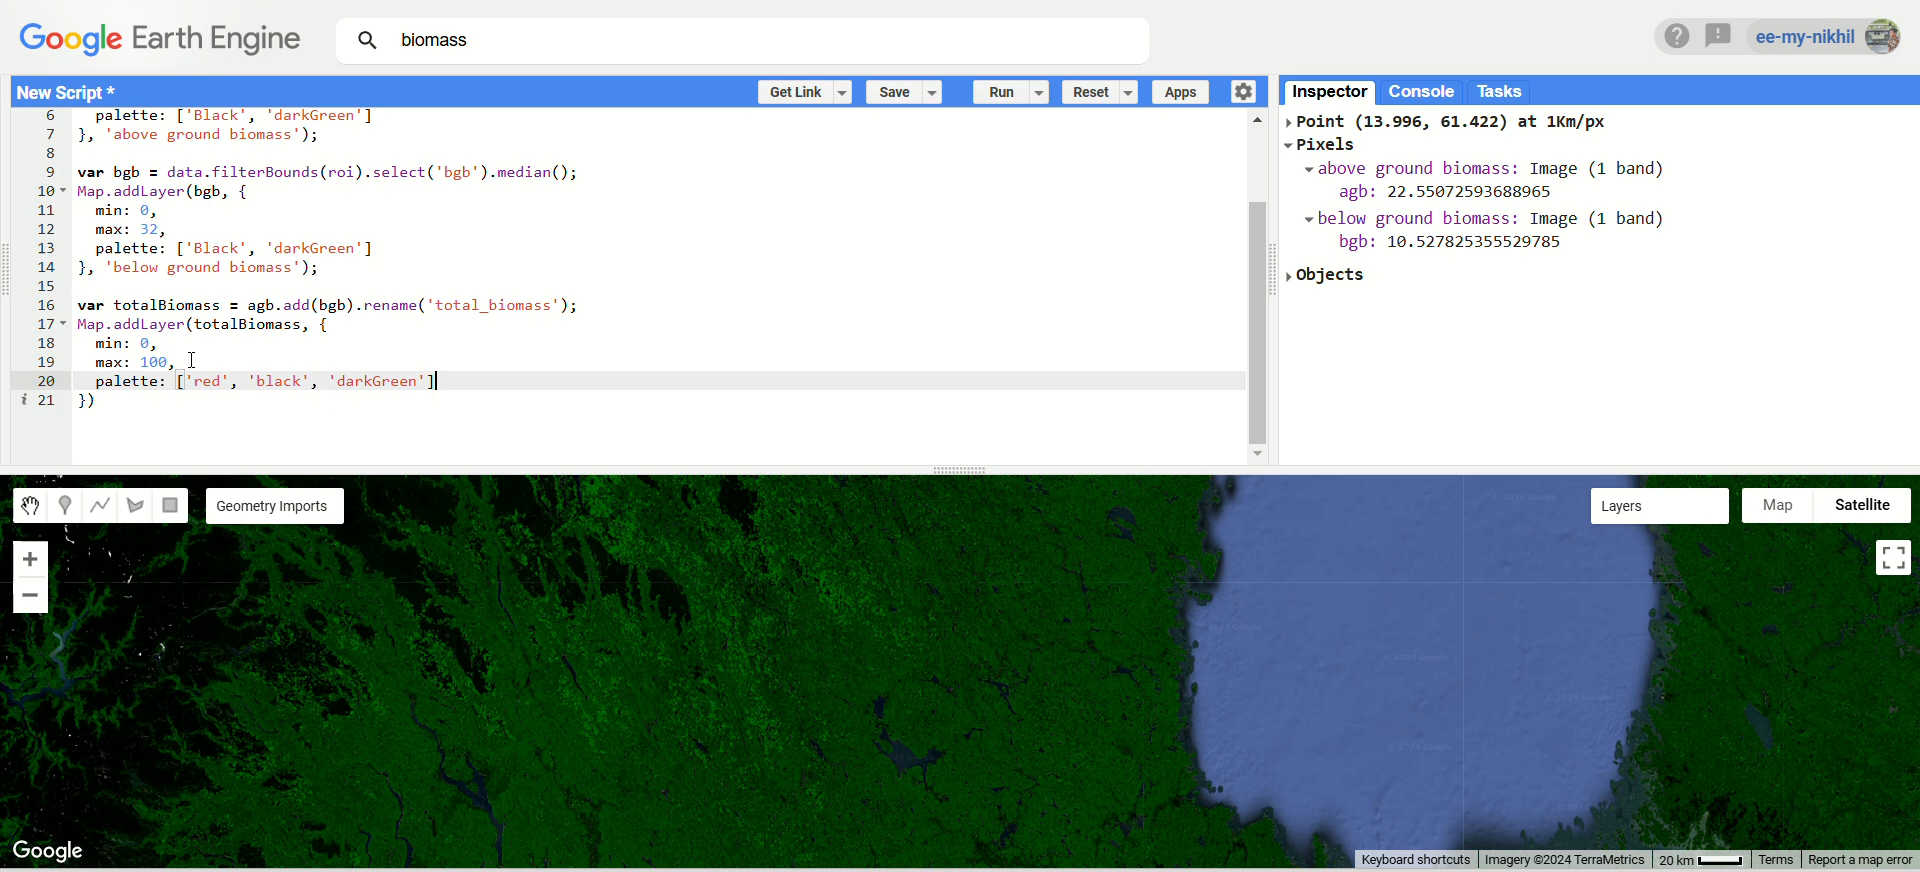 Google Earth Engine
biomass
ee-my-nikhil
New Script *
Get Link
Save
Run
Reset
Apps
6 palette: ['Black', 'darkGreen']
7 }, 'above ground biomass');
8
9 var bgb = data.filterBounds(roi).select('bgb').median();
10 Map.addLayer(bgb, {
11 min: 0,
12 max: 32,
13 palette: ['Black', 'darkGreen']
14 }, 'below ground biomass');
15
16 var totalBiomass = agb.add(bgb).rename('total_biomass');
17 Map.addLayer(totalBiomass, {
18 min: 0,
19 max: 100,
20 palette: ['red', 'black', 'darkGreen']
i 21 })
Inspector Console Tasks
Point (13.996, 61.422) at 1Km/px
Pixels
above ground biomass: Image (1 band)
agb: 22.55072593688965
below ground biomass: Image (1 band)
bgb: 10.527825355529785
Objects
Geometry Imports
Layers
Map
Satellite
Google
Keyboard shortcuts
Imagery ©2024 TerraMetrics
20 km
Terms
Report a map error